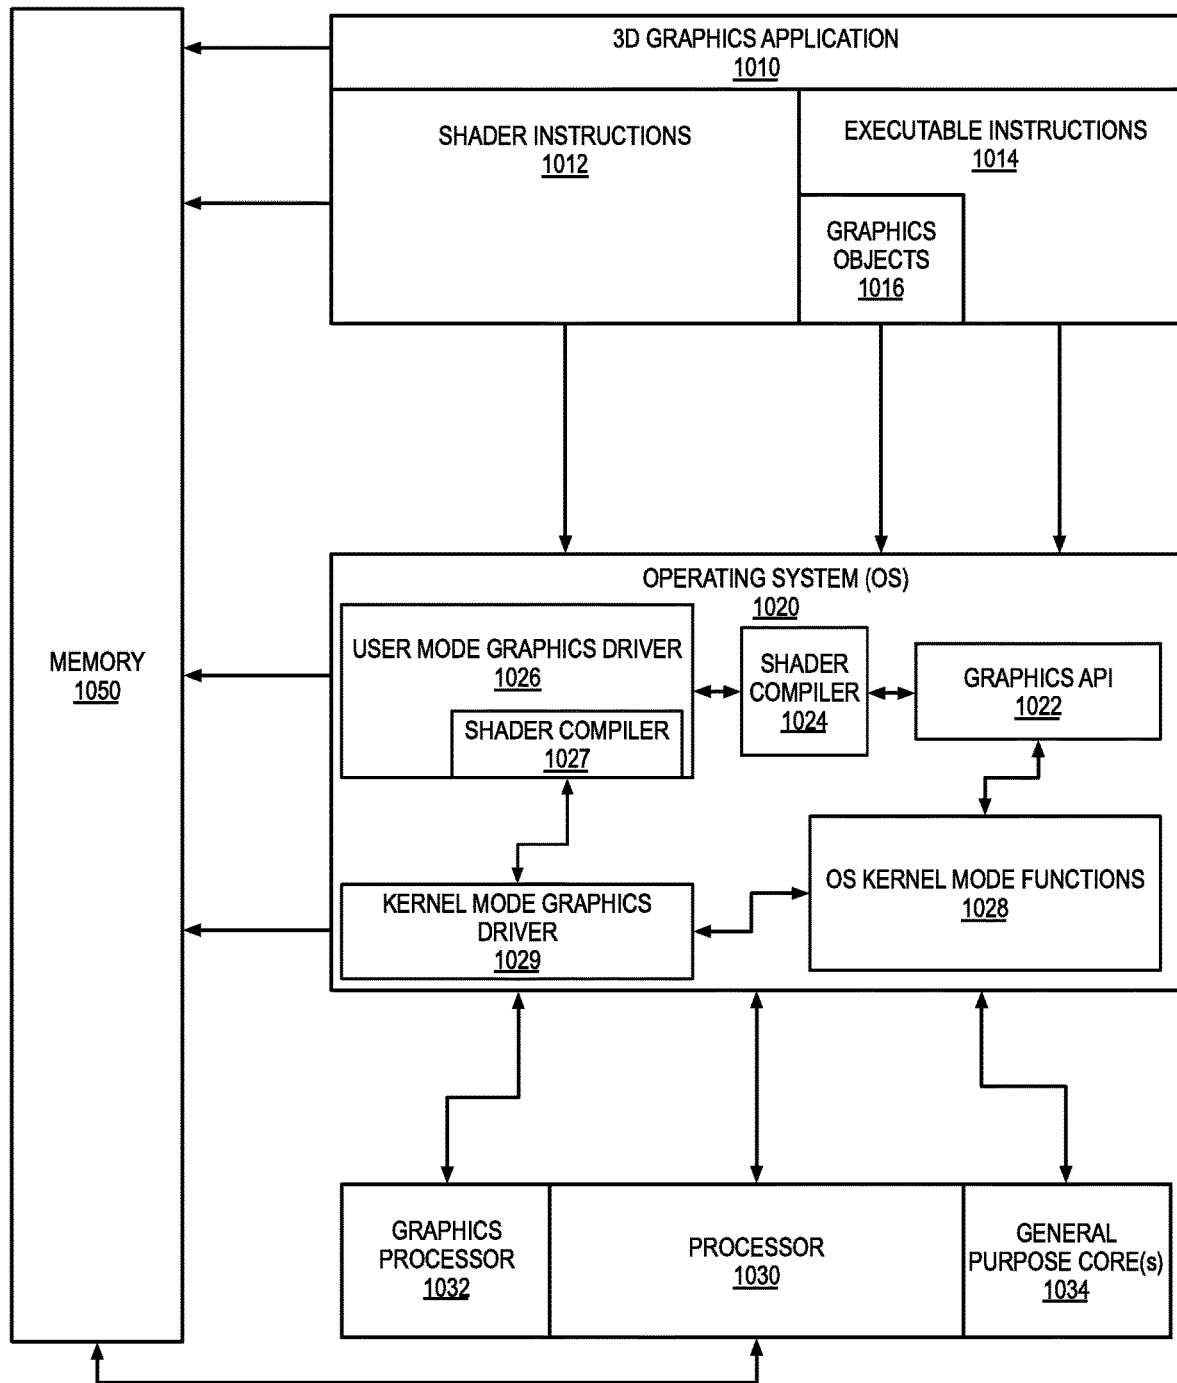 3D GRAPHICS APPLICATION
1010
SHADER INSTRUCTIONS
1012
EXECUTABLE INSTRUCTIONS
1014
GRAPHICS
OBJECTS
1016
MEMORY
1050
OPERATING SYSTEM (OS)
1020
USER MODE GRAPHICS DRIVER
1026
SHADER COMPILER
1027
SHADER
COMPILER
1024
GRAPHICS API
1022
KERNEL MODE GRAPHICS
DRIVER
1029
OS KERNEL MODE FUNCTIONS
1028
GRAPHICS
PROCESSOR
1032
PROCESSOR
1030
GENERAL
PURPOSE CORE(s)
1034